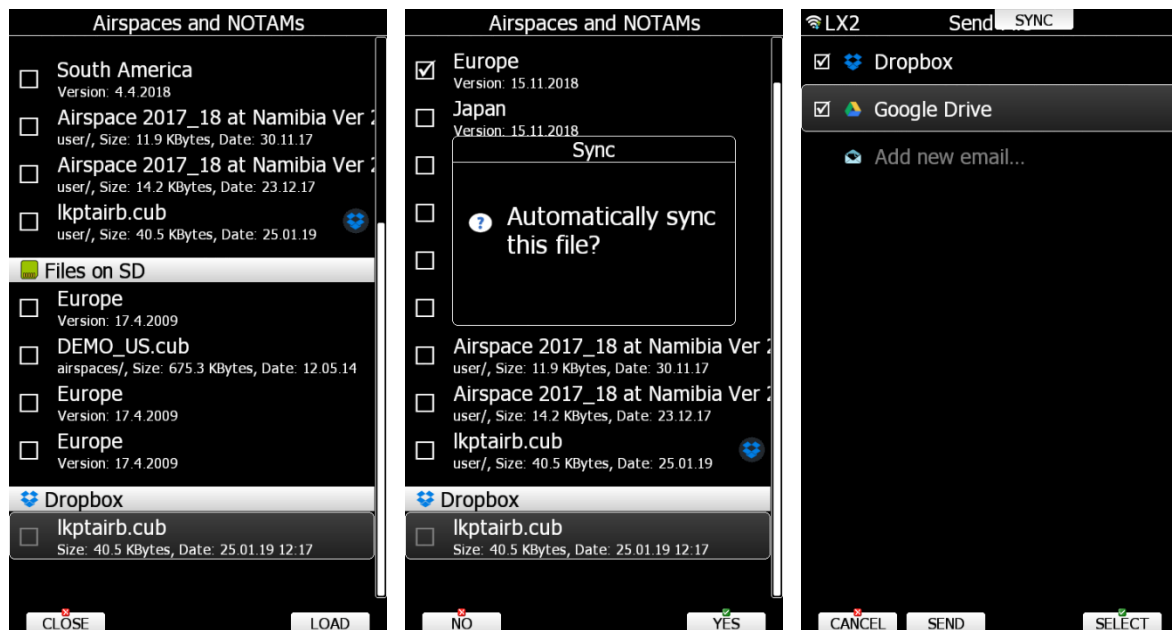 Airspaces and NOTAMs
South America
Version: 4.4.2018
Airspace 2017_18 at Namibia Ver
user/, Size: 11.9 KBytes, Date: 30.11.17
Airspace 2017_18 at Namibia Ver
user/, Size: 14.2 KBytes, Date: 23.12.17
lkptairb.cub
user/, Size: 40.5 KBytes, Date: 25.01.19
Files on SD
Europe
Version: 17.4.2009
DEMO_US.cub
airspaces/, Size: 675.3 KBytes, Date: 12.05.14
Europe
Version: 17.4.2009
Europe
Version: 17.4.2009
Dropbox
lkptairb.cub
Size: 40.5 KBytes, Date: 25.01.19 12:17
CLOSE
LOAD
Airspaces and NOTAMs
Europe
Version: 15.11.2018
Japan
Version: 15.11.2018
Sync
Automatically sync
this file?
Airspace 2017_18 at Namibia Ver
user/, Size: 11.9 KBytes, Date: 30.11.17
Airspace 2017_18 at Namibia Ver
user/, Size: 14.2 KBytes, Date: 23.12.17
lkptairb.cub
user/, Size: 40.5 KBytes, Date: 25.01.19
Dropbox
lkptairb.cub
Size: 40.5 KBytes, Date: 25.01.19 12:17
NO
YES
LX2
Send
SYNC
Dropbox
Google Drive
Add new email...
CANCEL
SEND
SELECT